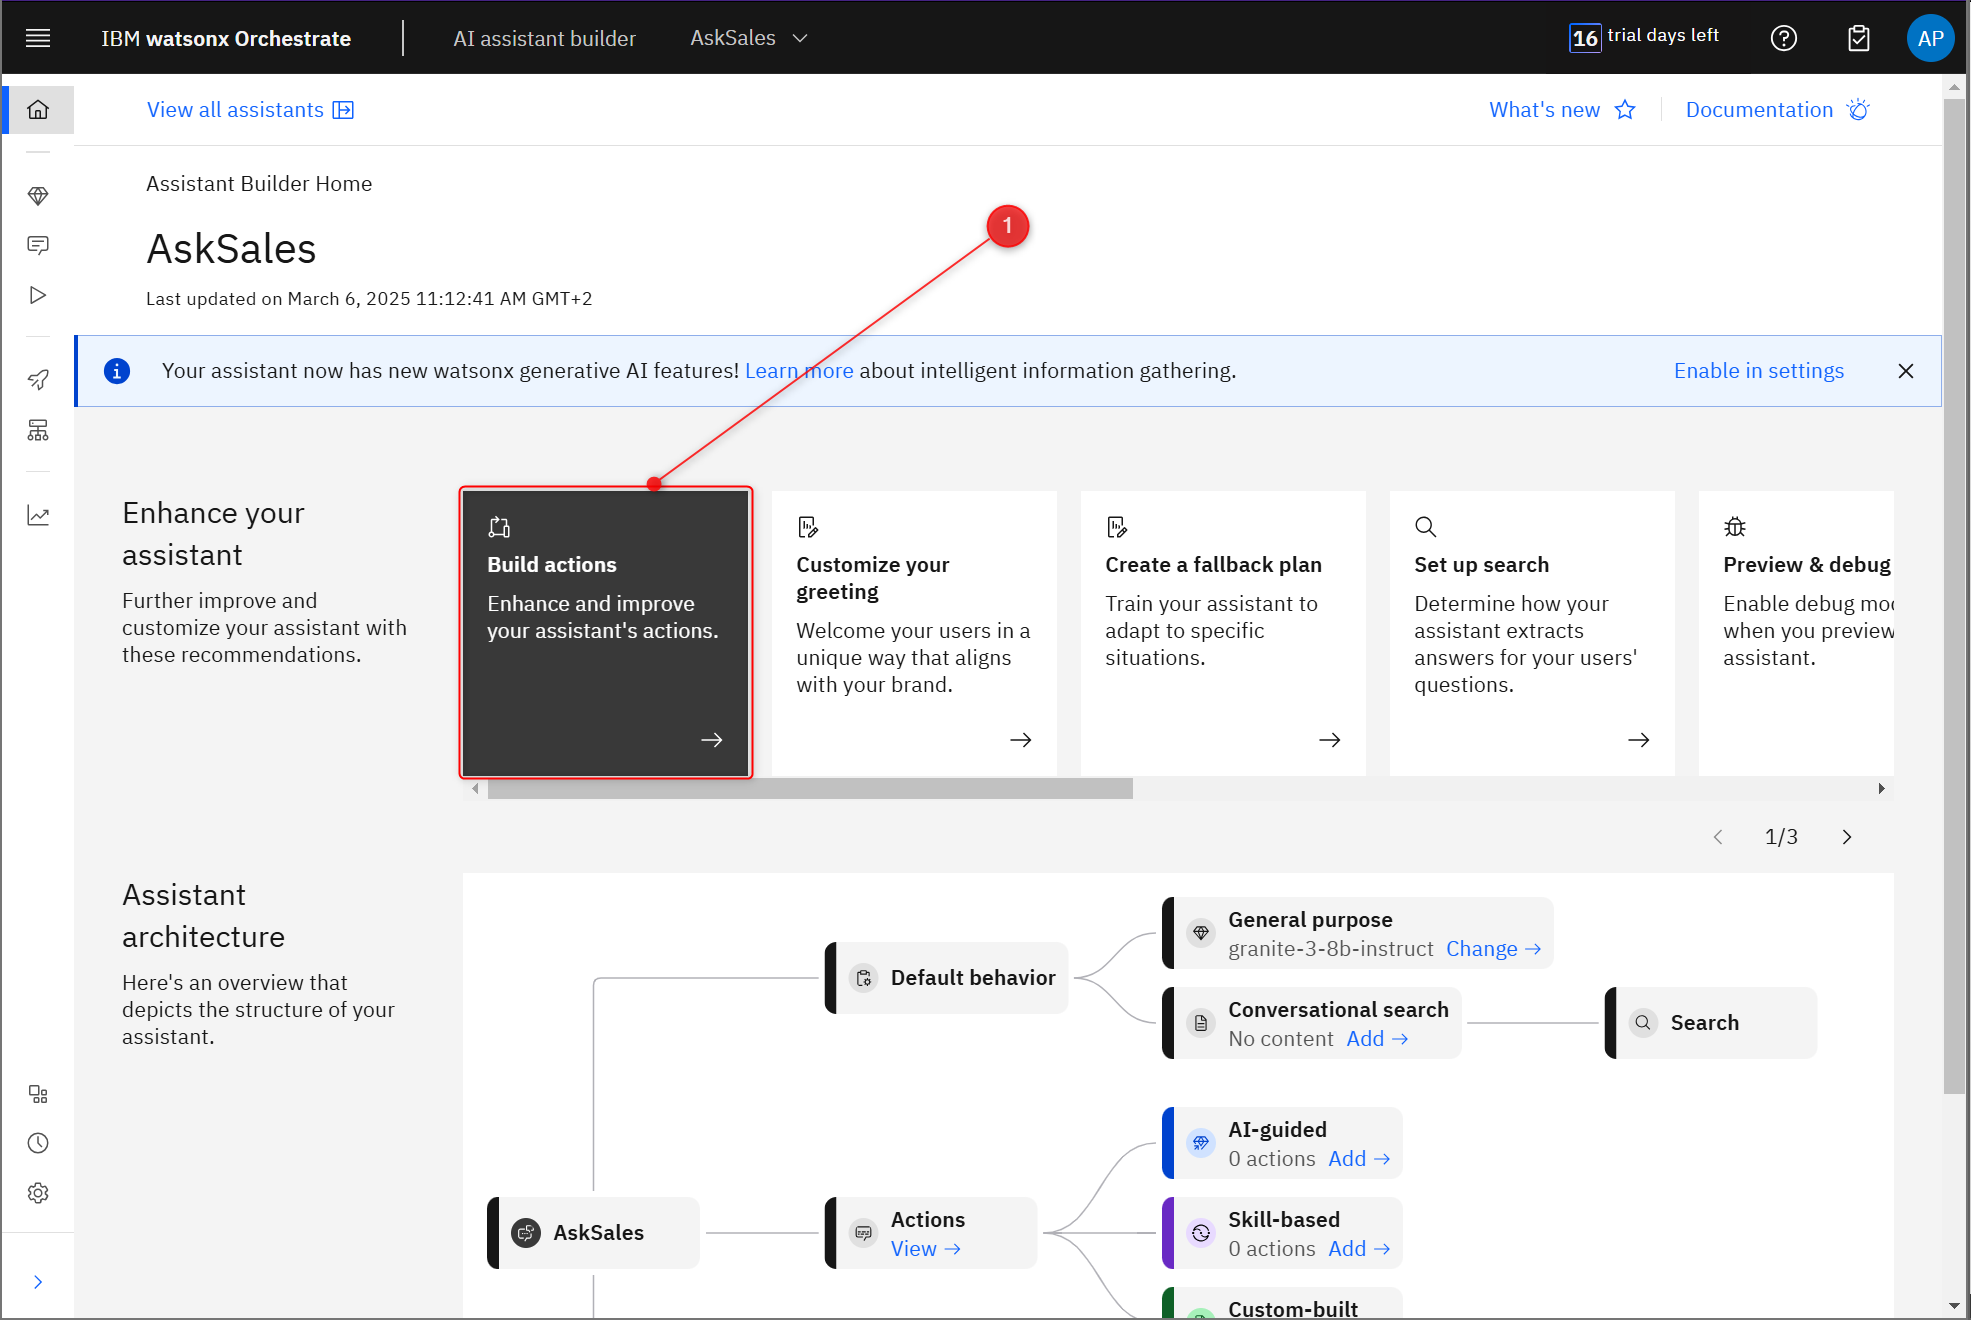 IBM watsonx Orchestrate
AI assistant builder
AskSales
16 trial days left
AP
View all assistants
What's new
Documentation
Assistant Builder Home
AskSales
Last updated on March 6, 2025 11:12:41 AM GMT+2
1
Your assistant now has new watsonx generative AI features! Learn more about intelligent information gathering.
Enable in settings
Enhance your
assistant
Further improve and
customize your assistant with
these recommendations.
Build actions
Enhance and improve
your assistant's actions.
Customize your
greeting
Welcome your users in a
unique way that aligns
with your brand.
Create a fallback plan
Train your assistant to
adapt to specific
situations.
Set up search
Determine how your
assistant extracts
answers for your users'
questions.
Preview & debug
Enable debug mo
when you preview
assistant.
1/3
Assistant
architecture
Here's an overview that
depicts the structure of your
assistant.
General purpose
granite-3-8b-instruct Change →
Default behavior
Conversational search
No content Add →
Search
AI-guided
0 actions Add →
AskSales
Actions
View →
Skill-based
0 actions Add →
Custom-built